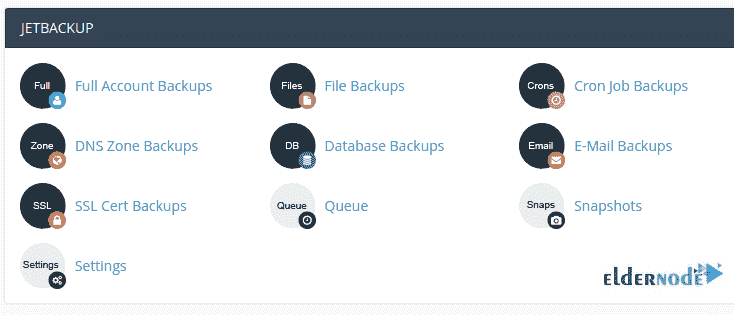 JETBACKUP
Full Full Account Backups
Files File Backups
Crons Cron Job Backups
Zone DNS Zone Backups
DB Database Backups
Email E-Mail Backups
SSL SSL Cert Backups
Queue Queue
Snaps Snapshots
Settings Settings
eldernode